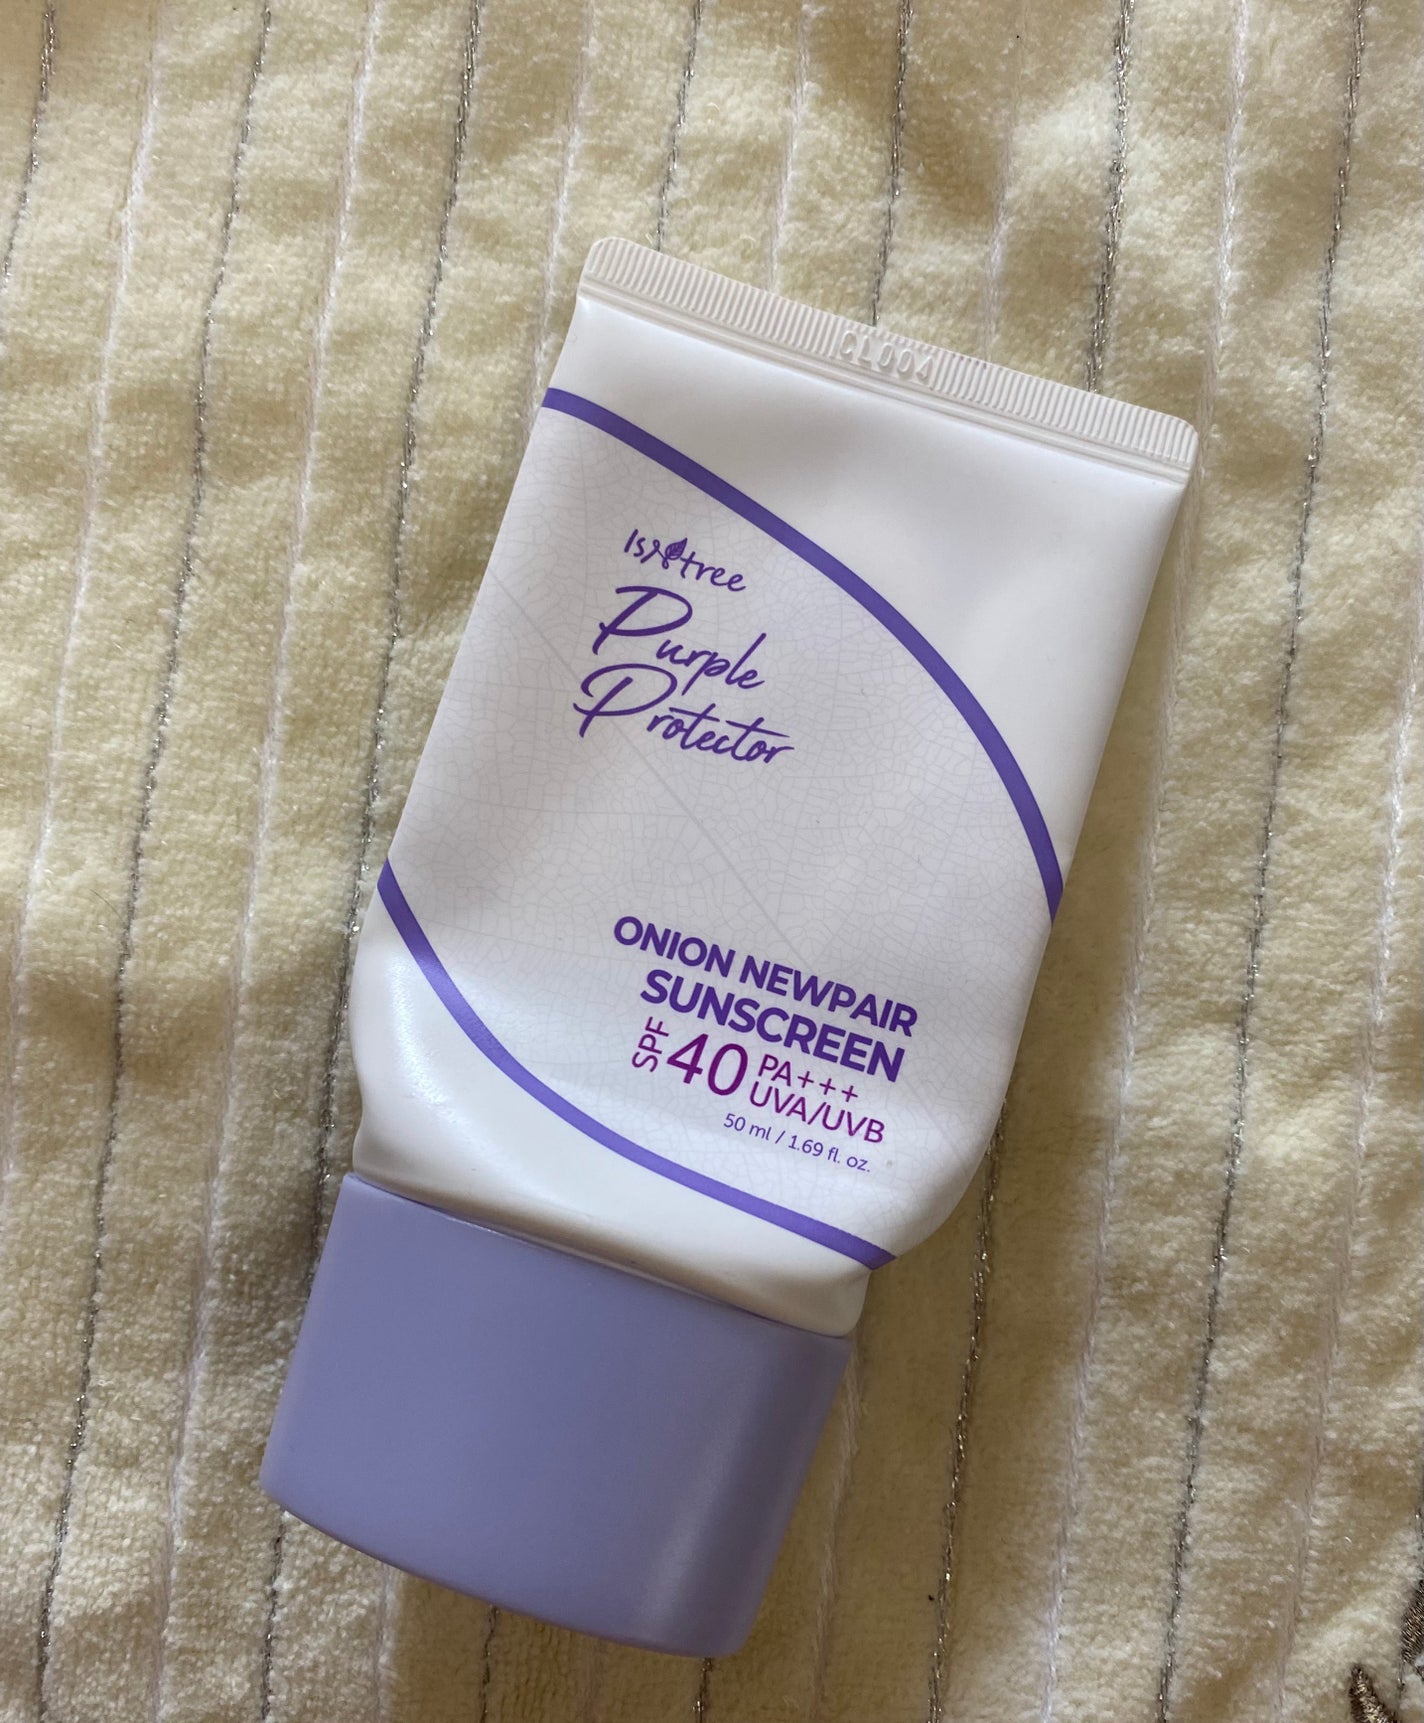 Isntree
Purple
Protector
ONION NEWPAIR
SUNSCREEN
SPF 40 PA+++
UVA/UVB
50 ml / 1.69 fl. oz.